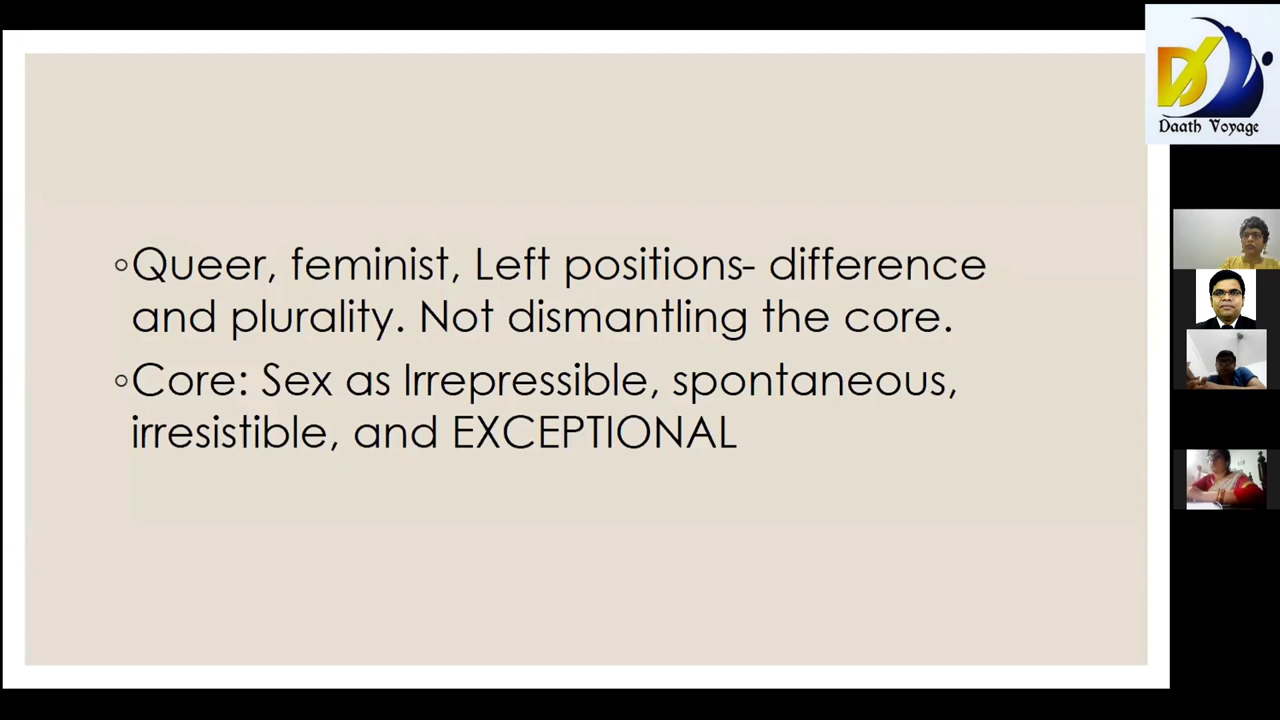 Daath Voyage
◦Queer, feminist, Left positions- difference
and plurality. Not dismantling the core.
◦Core: Sex as Irrepressible, spontaneous,
irresistible, and EXCEPTIONAL